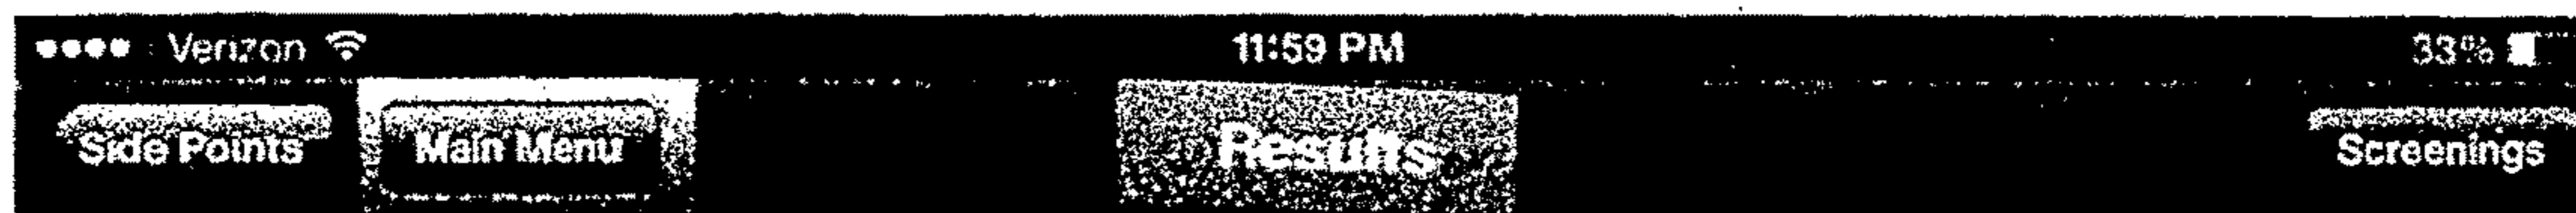 Verizon 11:59 PM 33%
Side Points Main Menu Results Screenings